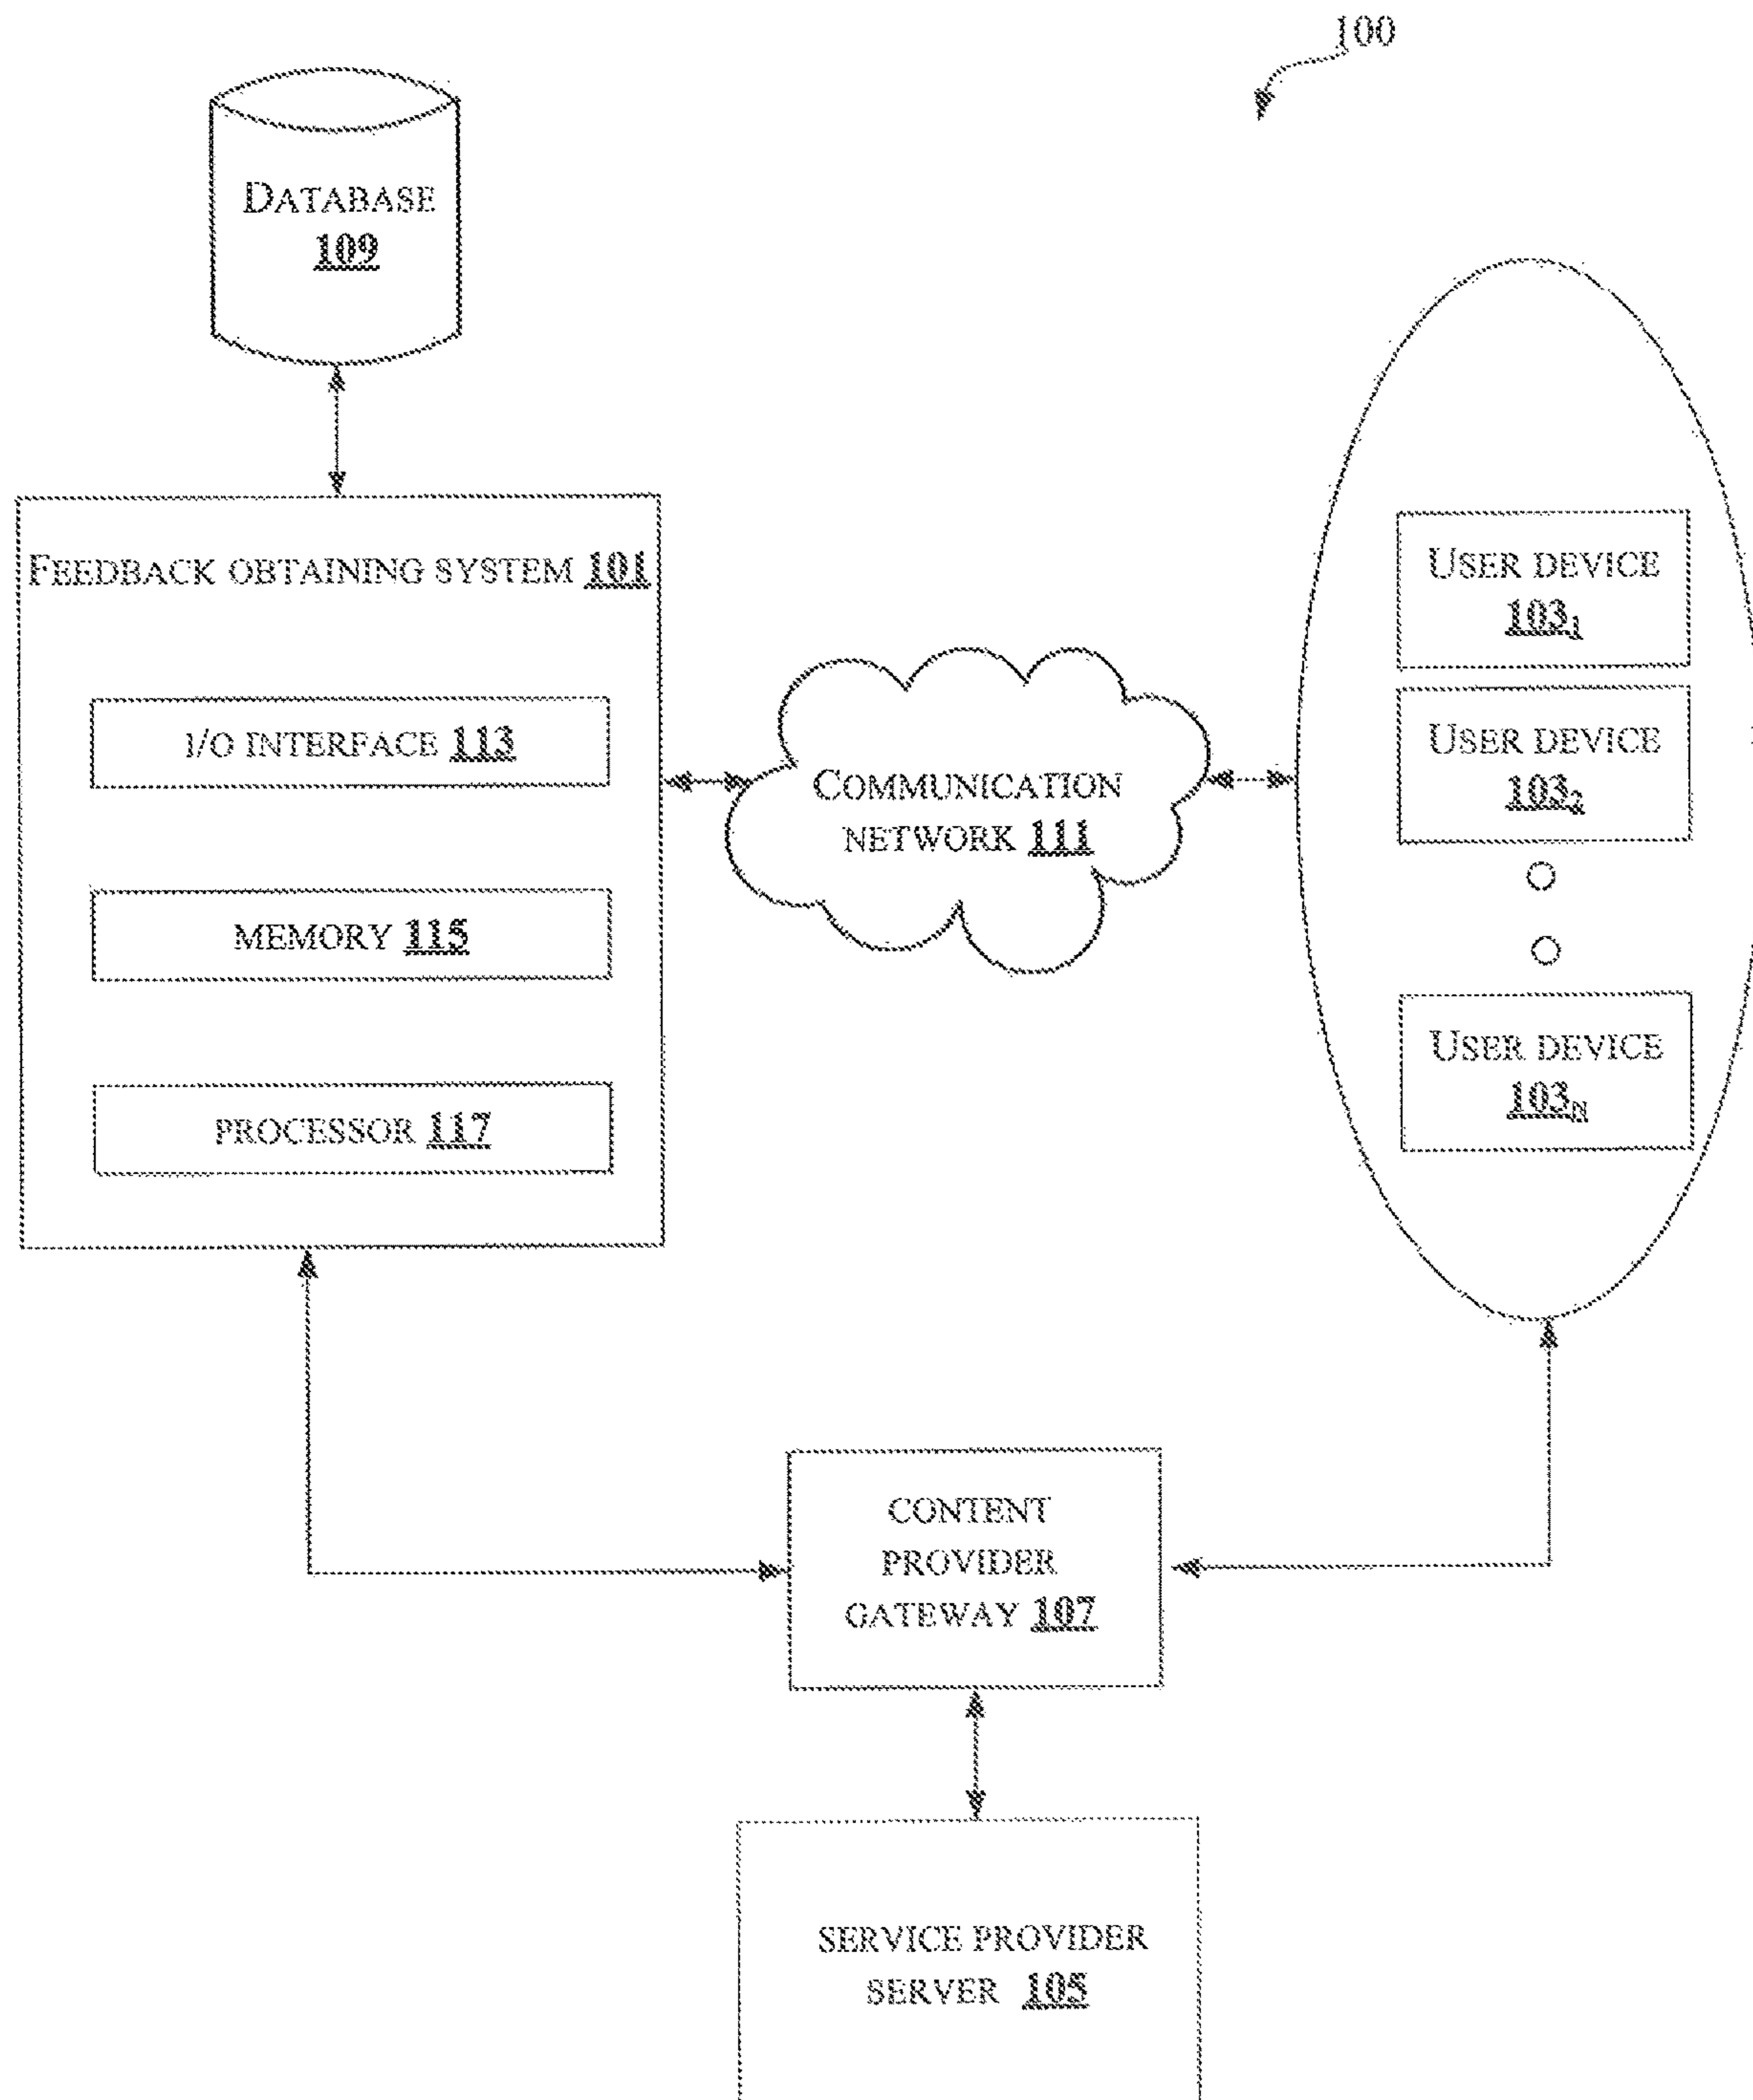 100
DATABASE
109
FEEDBACK OBTAINING SYSTEM 101
I/O INTERFACE 113
MEMORY 115
PROCESSOR 117
COMMUNICATION
NETWORK 111
USER DEVICE
103₁
USER DEVICE
103₂
USER DEVICE
103ₙ
CONTENT
PROVIDER
GATEWAY 107
SERVICE PROVIDER
SERVER 105